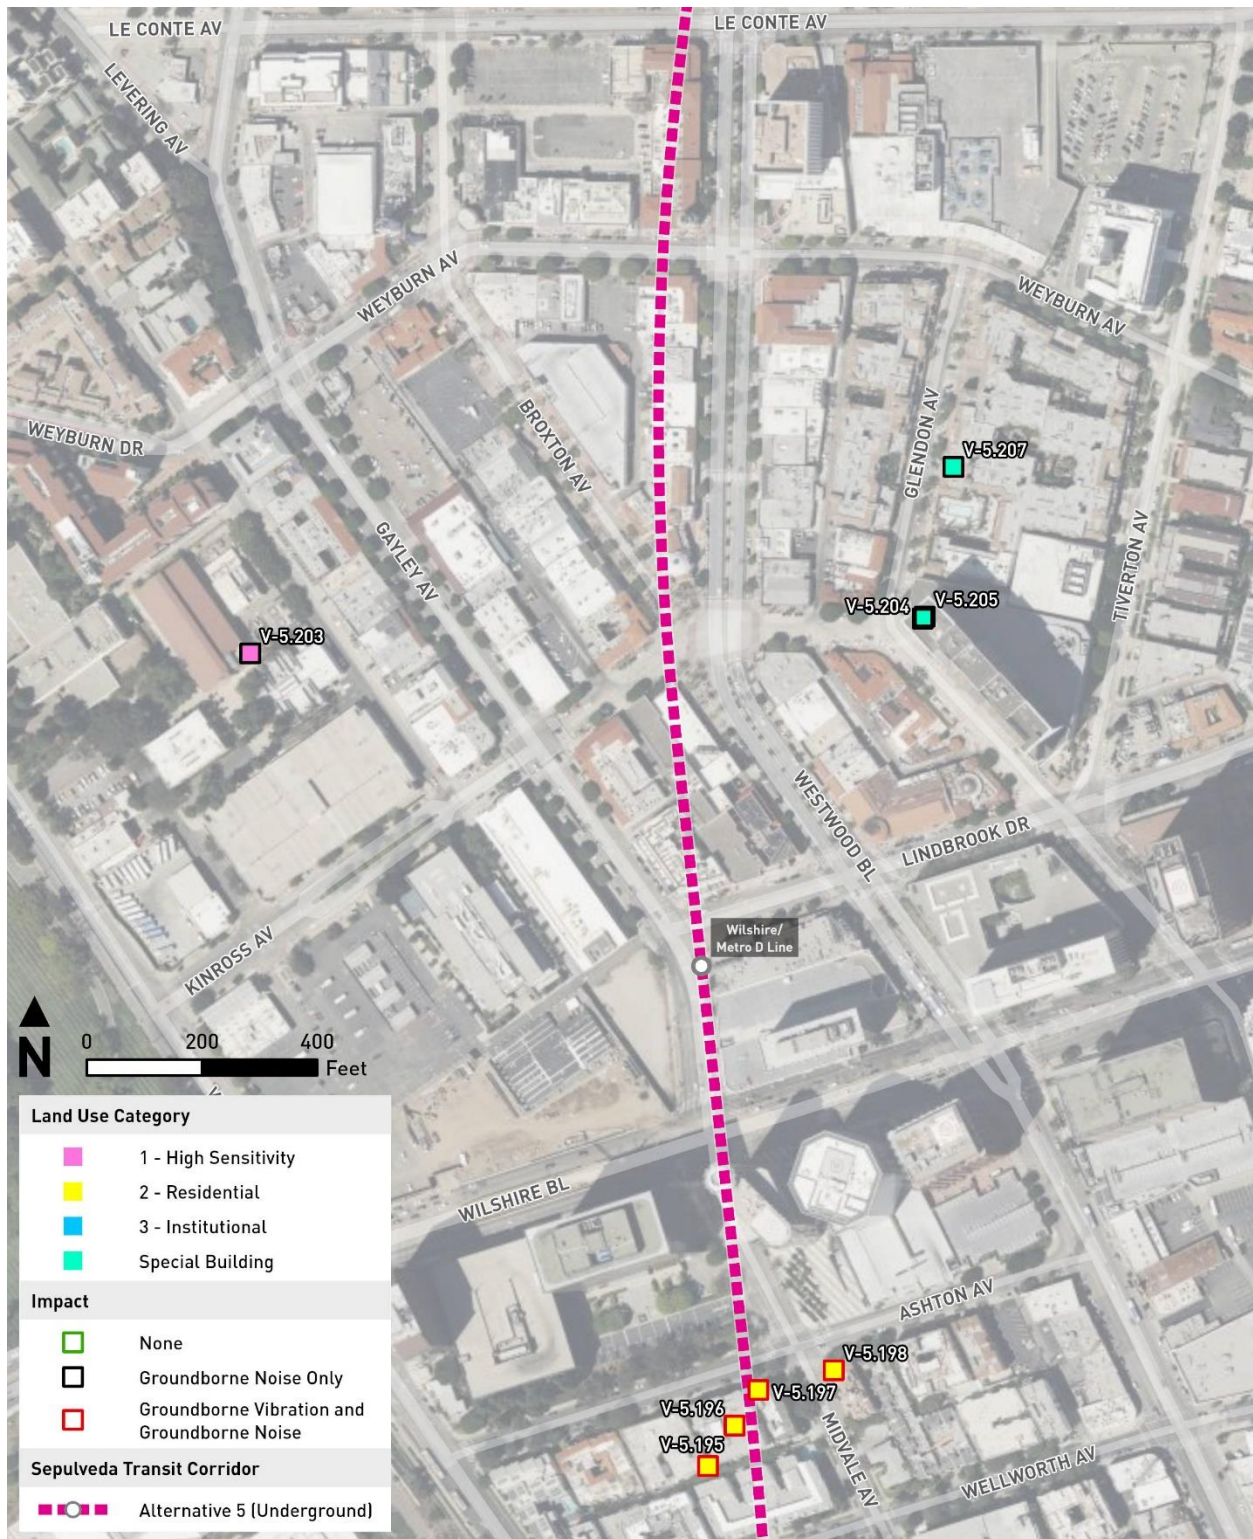 LE CONTE AV
LE CONTE AV
LEVERING AV
WEYBURN AV
WEYBURN AV
WEYBURN DR
BROXTON AV
GLENDON AV
V-5.207
GAYLEY AV
TIVERTON AV
V-5.204
V-5.205
V-5.203
WESTWOOD BL
LINDBROOK DR
KINROSS AV
Wilshire/
Metro D Line
N
0 200 400
Feet
WILSHIRE BL
ASHTON AV
V-5.198
V-5.197
V-5.196
V-5.195
MIDVALE AV
WELLWORTH AV
Land Use Category
1 - High Sensitivity
2 - Residential
3 - Institutional
Special Building
Impact
None
Groundborne Noise Only
Groundborne Vibration and
Groundborne Noise
Sepulveda Transit Corridor
Alternative 5 (Underground)